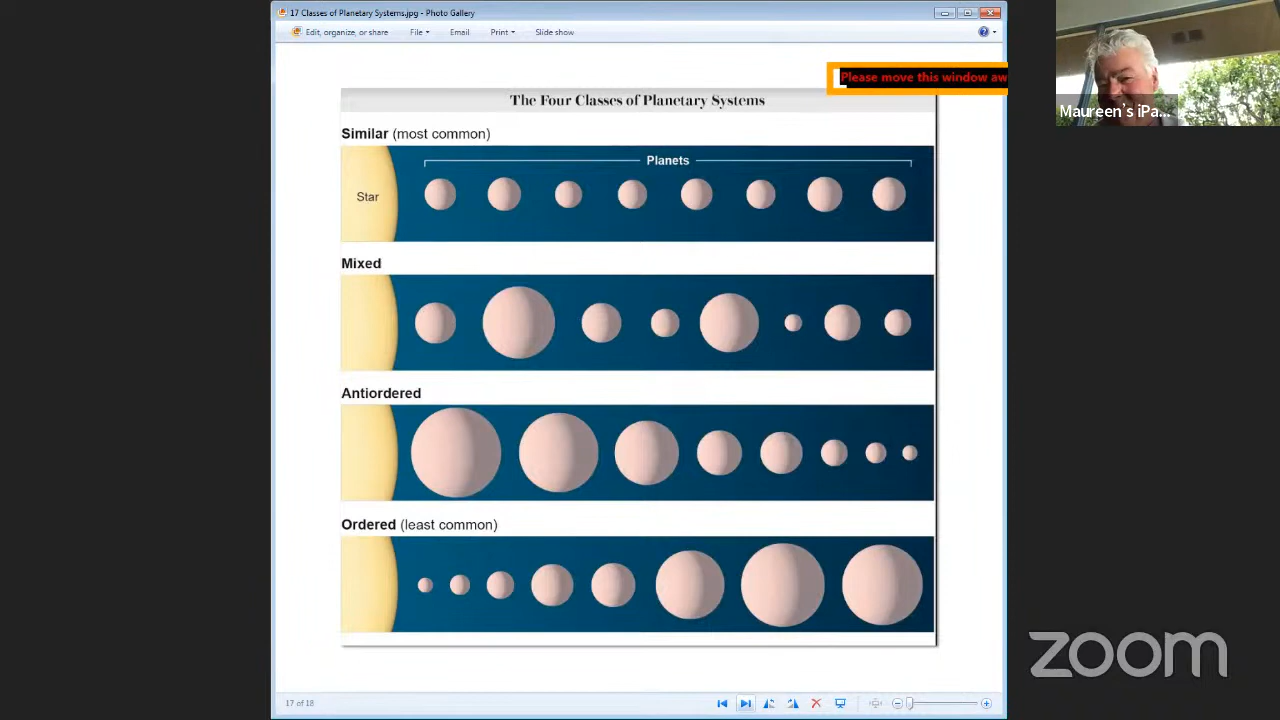 17 Classes of Planetary Systems.jpg - Photo Gallery
Edit, organize, or share File Email Print Slide show
Please move this window aw
The Four Classes of Planetary Systems
Similar (most common)
Planets
Star
Mixed
Antiordered
Ordered (least common)
17 of 18
Maureen's iPa...
zoom